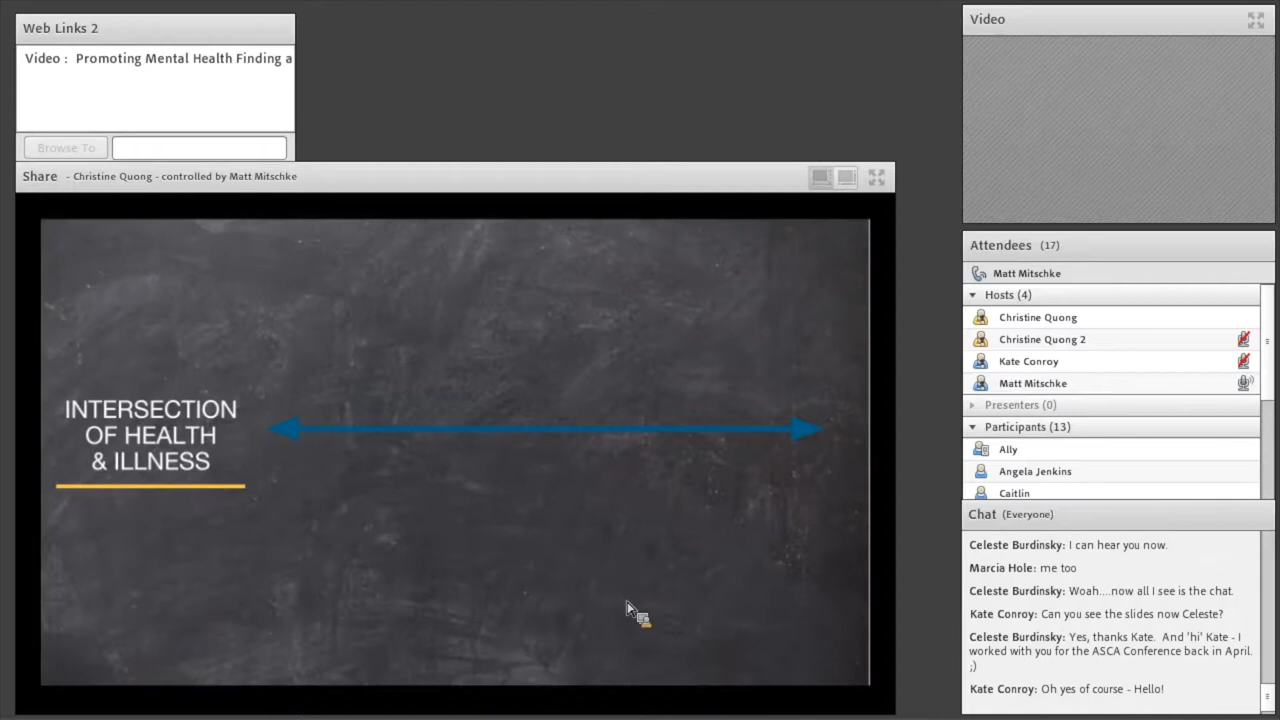 Web Links 2
Video : Promoting Mental Health Finding a
Browse To
Share - Christine Quong - controlled by Matt Mitschke
INTERSECTION
OF HEALTH
& ILLNESS
Video
Attendees (17)
Matt Mitschke
Hosts (4)
Christine Quong
Christine Quong 2
Kate Conroy
Matt Mitschke
Presenters (0)
Participants (13)
Ally
Angela Jenkins
Caitlin
Chat (Everyone)
Celeste Burdinsky: I can hear you now.
Marcia Hole: me too
Celeste Burdinsky: Woah....now all I see is the chat.
Kate Conroy: Can you see the slides now Celeste?
Celeste Burdinsky: Yes, thanks Kate. And 'hi' Kate - I
worked with you for the ASCA Conference back in April.
;)
Kate Conroy: Oh yes of course - Hello!